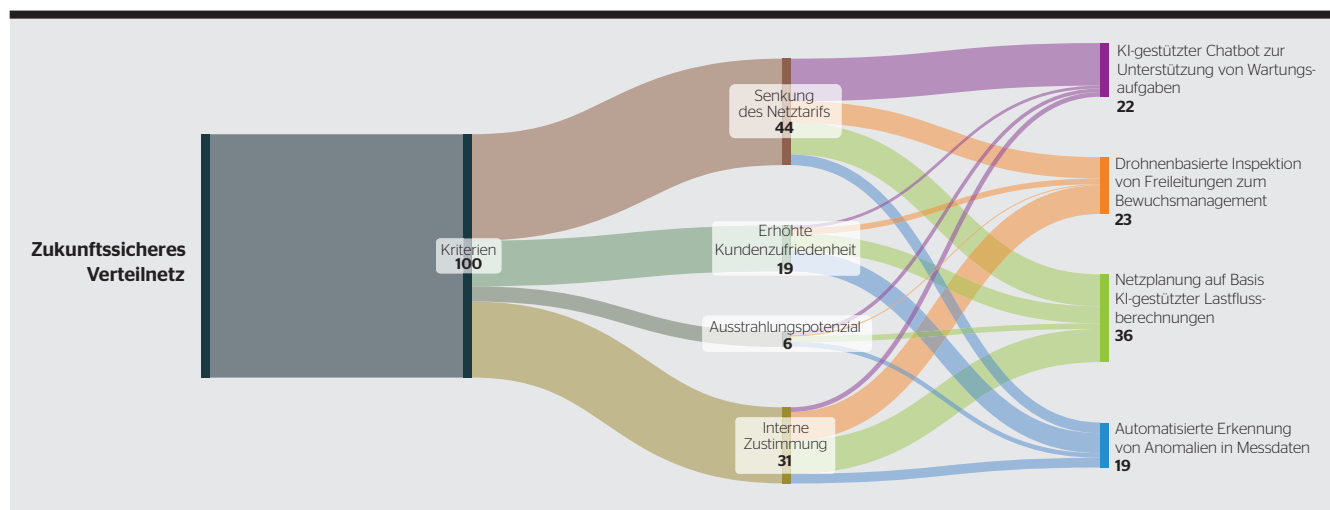 Zukunftssicheres
Verteilnetz
Kriterien
100
Senkung
des Netztarifs
44
Erhöhte
Kundenzufriedenheit
19
Ausstrahlungspotenzial
6
Interne
Zustimmung
31
KI-gestützter Chatbot zur
Unterstützung von Wartungs-
aufgaben
22
Drohnenbasierte Inspektion
von Freileitungen zum
Bewuchsmanagement
23
Netzplanung auf Basis
KI-gestützter Lastfluss-
berechnungen
36
Automatisierte Erkennung
von Anomalien in Messdaten
19